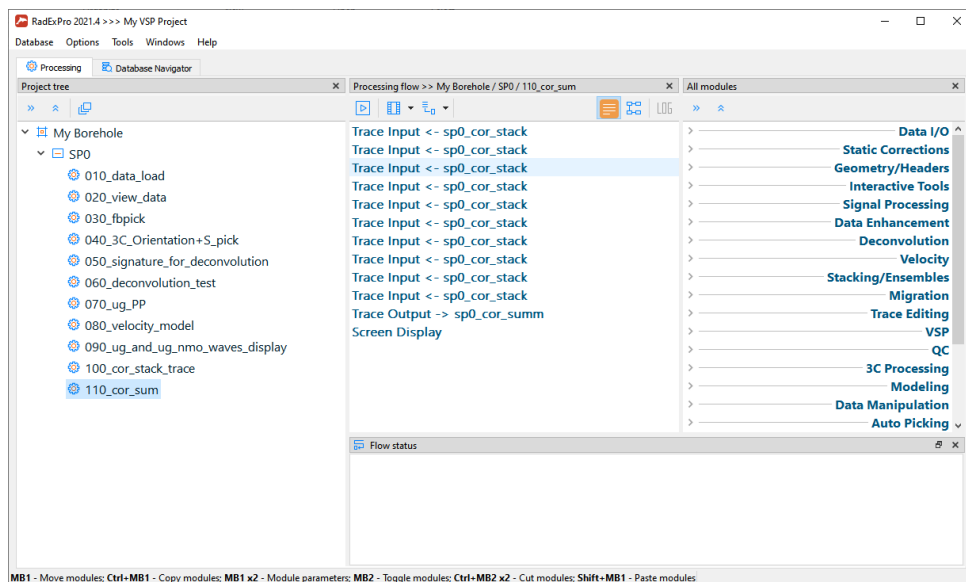 RadExPro 2021.4 >>> My VSP Project
Database Options Tools Windows Help
Processing Database Navigator
Project tree
My Borehole
SP0
010_data_load
020_view_data
030_fbpick
040_3C_Orientation+S_pick
050_signature_for_deconvolution
060_deconvolution_test
070_ug_PP
080_velocity_model
090_ug_and_ug_nmo_waves_display
100_cor_stack_trace
110_cor_sum
Processing flow >> My Borehole / SP0 / 110_cor_sum
LOG
Trace Input <- sp0_cor_stack
Trace Input <- sp0_cor_stack
Trace Input <- sp0_cor_stack
Trace Input <- sp0_cor_stack
Trace Input <- sp0_cor_stack
Trace Input <- sp0_cor_stack
Trace Input <- sp0_cor_stack
Trace Input <- sp0_cor_stack
Trace Input <- sp0_cor_stack
Trace Input <- sp0_cor_stack
Trace Output -> sp0_cor_summ
Screen Display
All modules
Data I/O
Static Corrections
Geometry/Headers
Interactive Tools
Signal Processing
Data Enhancement
Deconvolution
Velocity
Stacking/Ensembles
Migration
Trace Editing
VSP
QC
3C Processing
Modeling
Data Manipulation
Auto Picking
Flow status
MB1 - Move modules; Ctrl+MB1 - Copy modules; MB1 x2 - Module parameters; MB2 - Toggle modules; Ctrl+MB2 x2 - Cut modules; Shift+MB1 - Paste modules